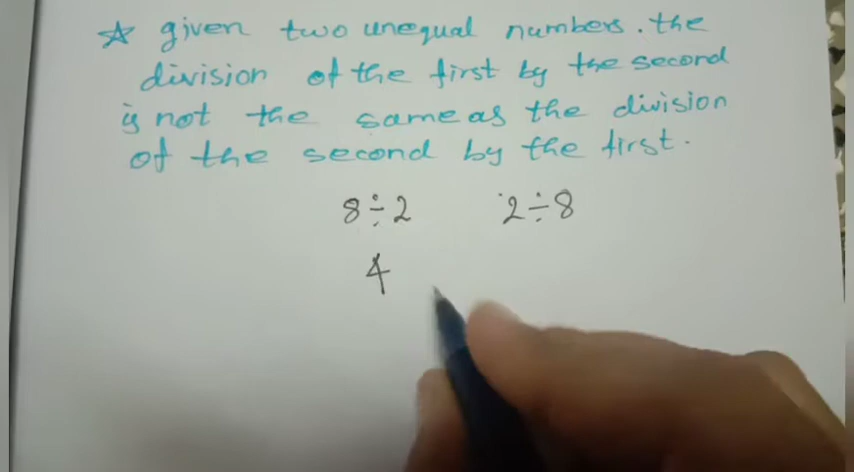 ☆ given two unequal numbers. the
division of the first by the second
is not the same as the division
of the second by the first.
8÷2 2÷8
4